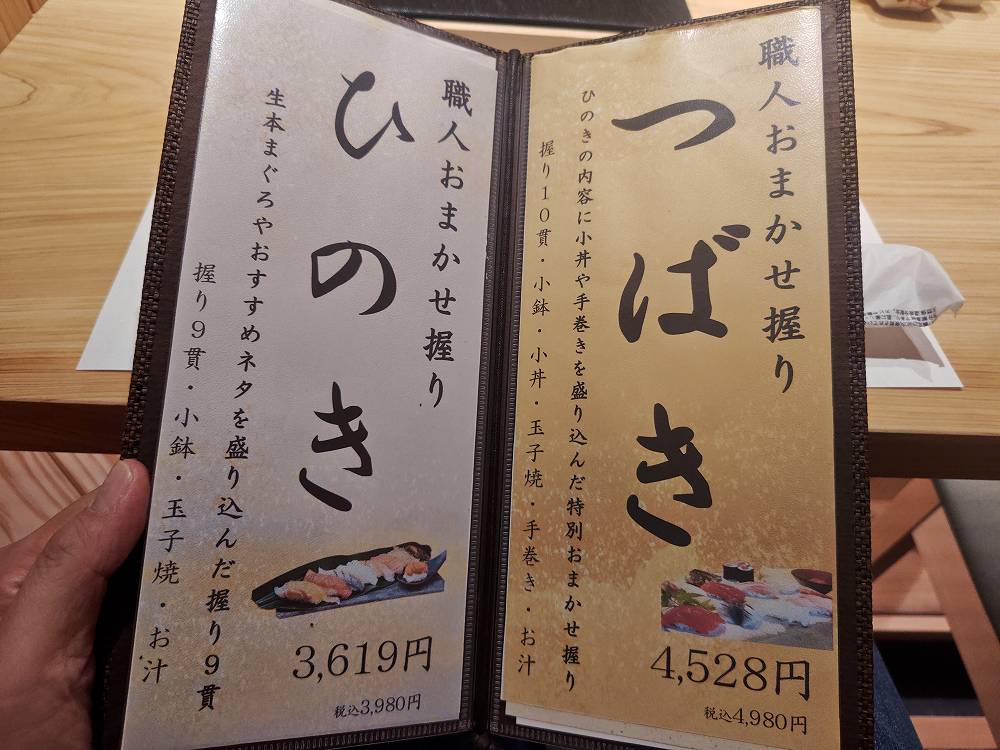 職人おまかせ握り
つばき
ひのきの内容に小丼や手巻きを盛り込んだ特別おまかせ握り
握り10貫・小鉢・小丼・玉子焼・手巻き・お汁
4,528円
税込4,980円
職人おまかせ握り
ひのき
生本まぐろやおすすめネタを盛り込んだ握り9貫
握り9貫・小鉢・玉子焼・お汁
3,619円
税込3,980円